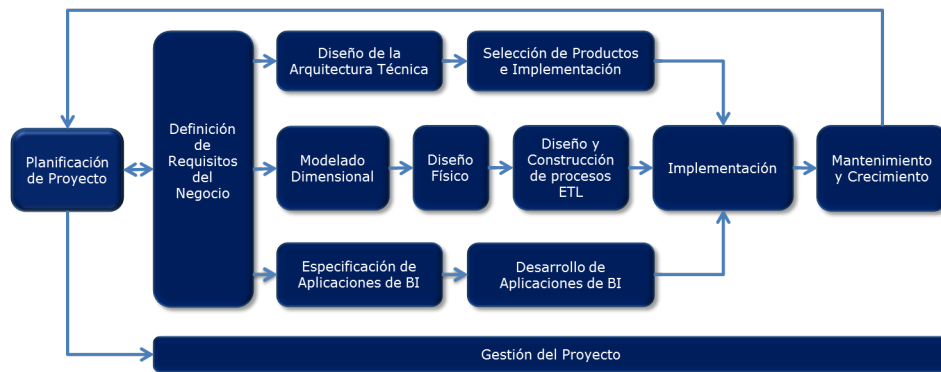 Planificación
de Proyecto
Definición
de
Requisitos
del
Negocio
Diseño de la
Arquitectura Técnica
Selección de Productos
e Implementación
Modelado
Dimensional
Diseño
Físico
Diseño y
Construcción
de procesos
ETL
Implementación
Mantenimiento
y Crecimiento
Especificación de
Aplicaciones de BI
Desarrollo de
Aplicaciones de BI
Gestión del Proyecto